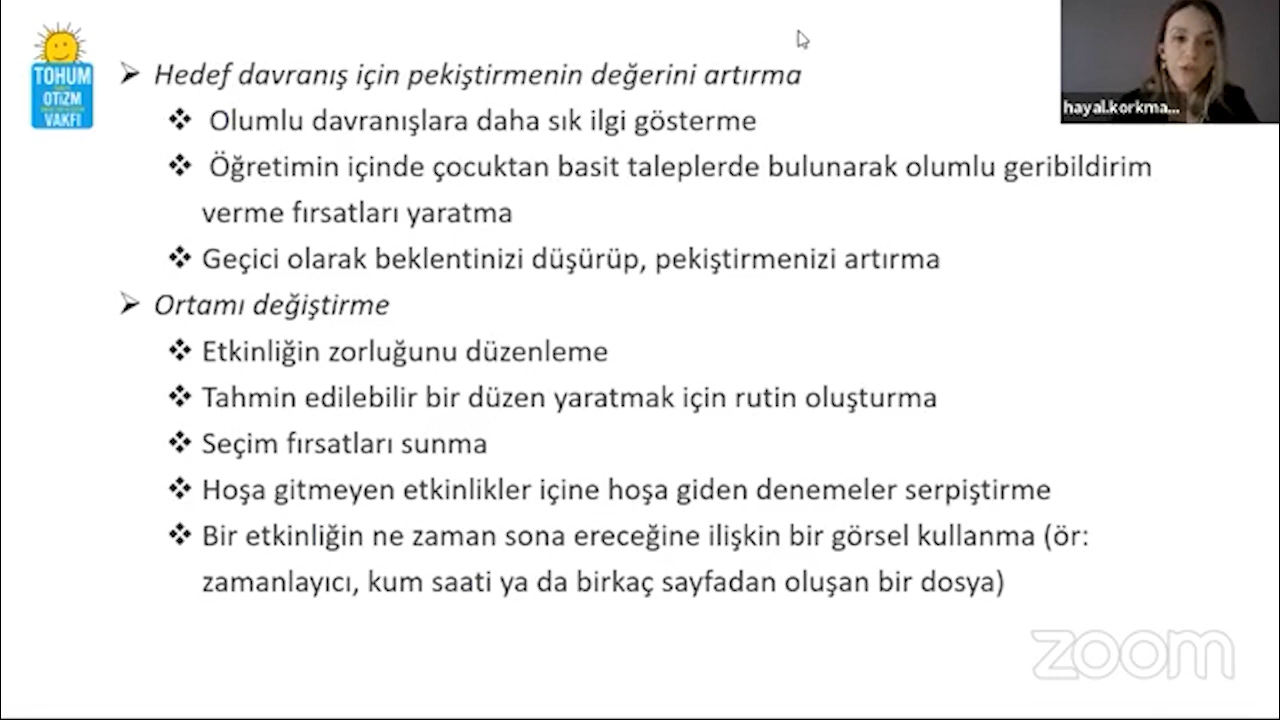 TOHUM
OTİZM
VAKFI
hayal.korkma...
➢ Hedef davranış için pekiştirmenin değerini artırma
❖ Olumlu davranışlara daha sık ilgi gösterme
❖ Öğretimin içinde çocuktan basit taleplerde bulunarak olumlu geribildirim
verme fırsatları yaratma
❖ Geçici olarak beklentinizi düşürüp, pekiştirmenizi artırma
➢ Ortamı değiştirme
❖ Etkinliğin zorluğunu düzenleme
❖ Tahmin edilebilir bir düzen yaratmak için rutin oluşturma
❖ Seçim fırsatları sunma
❖ Hoşa gitmeyen etkinlikler içine hoşa giden denemeler serpiştirme
❖ Bir etkinliğin ne zaman sona ereceğine ilişkin bir görsel kullanma (ör:
zamanlayıcı, kum saati ya da birkaç sayfadan oluşan bir dosya)
zoom